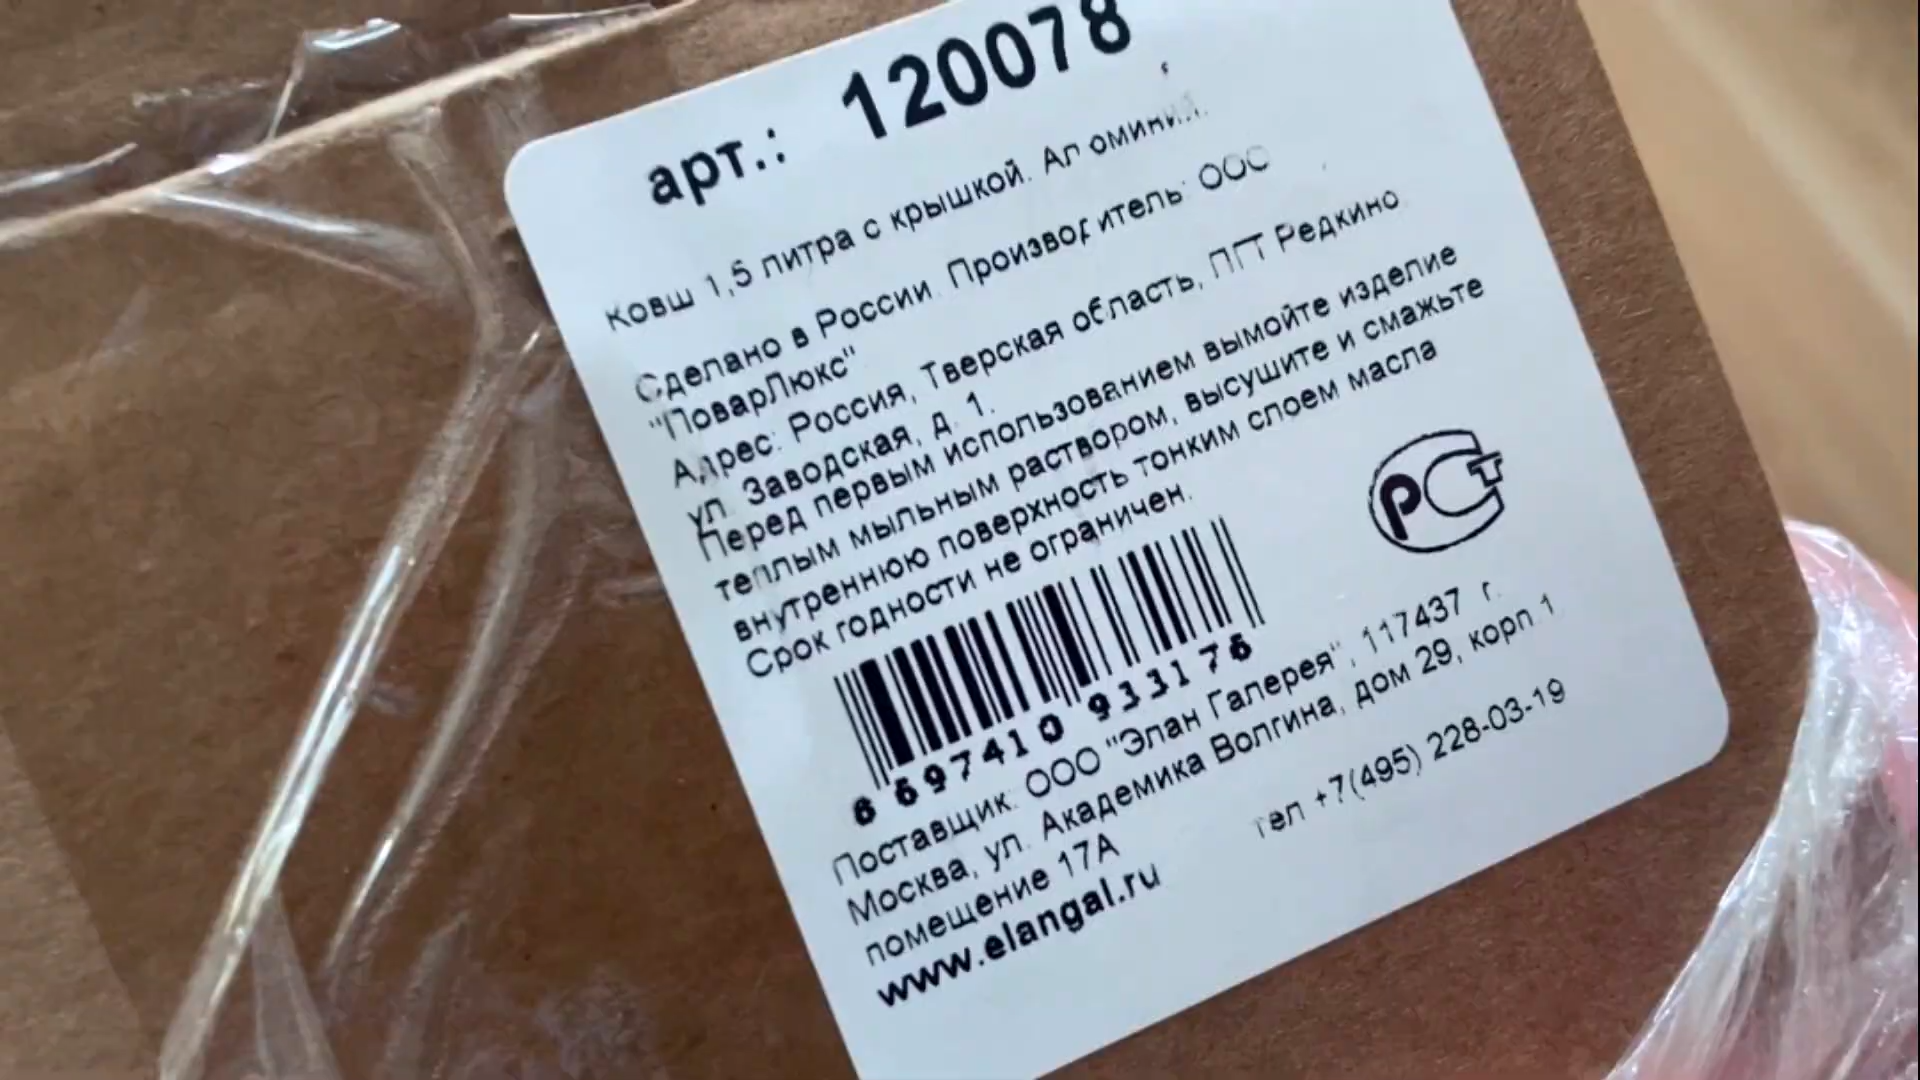 арт.: 120078
Ковш 1,5 литра с крышкой. Алюминий.
Сделано в России. Производитель: ООО
"ПоварЛюкс"
Адрес: Россия, Тверская область, ПГТ Редкино
ул. Заводская, д. 1.
Перед первым использованием вымойте изделие
теплым мыльным раствором, высушите и смажьте
внутреннюю поверхность тонким слоем масла
Срок годности не ограничен.
РСТ
6 697410 933176
Поставщик: ООО "Элан Галерея", 117437 г.
Москва, ул. Академика Волгина, дом 29, корп 1
помещение 17А
тел +7(495) 228-03-19
www.elangal.ru